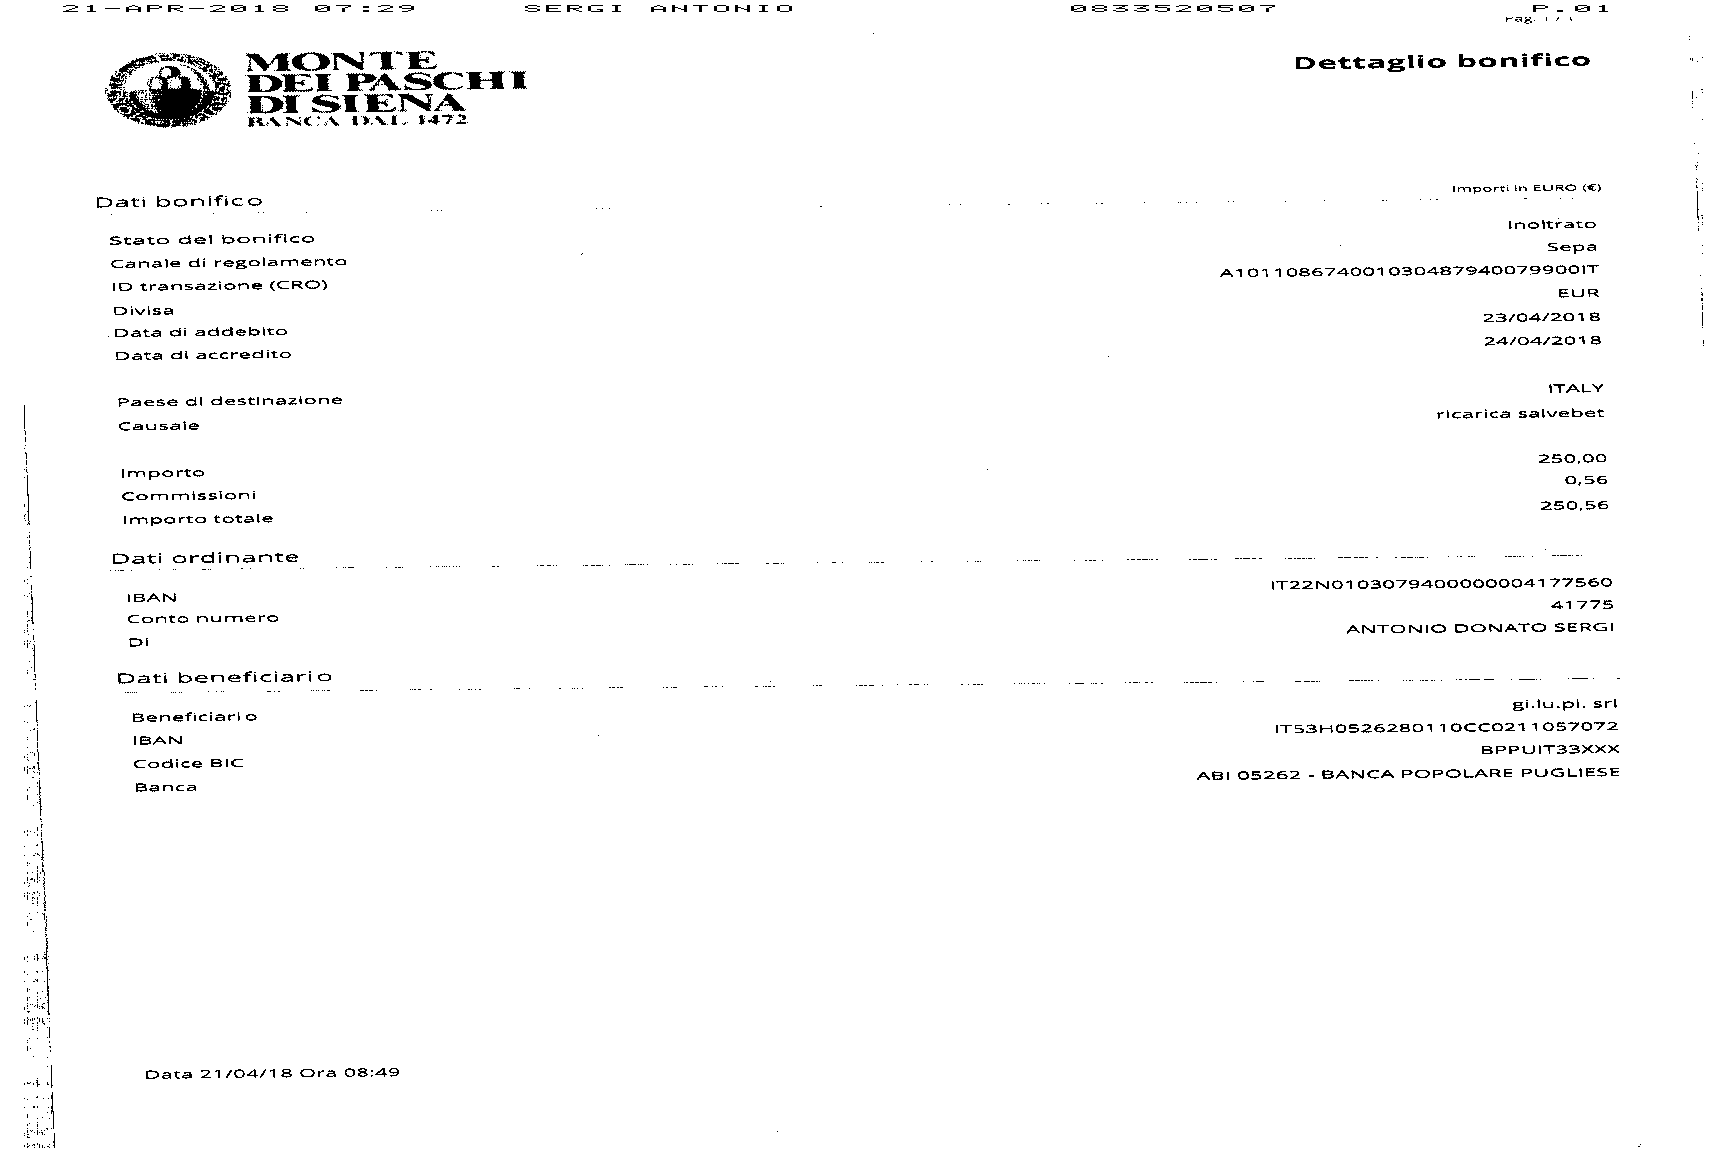 21-APR-2018 07:29 SERGI ANTONIO 0833520507 P.01
Pag. 1 / 1
MONTE
DEI PASCHI
DI SIENA
BANCA DAL 1472
Dettaglio bonifico
Dati bonifico Importi in EURO (€)
Stato del bonifico Inoltrato
Canale di regolamento Sepa
ID transazione (CRO) A101108674001030487940079900IT
Divisa EUR
Data di addebito 23/04/2018
Data di accredito 24/04/2018
Paese di destinazione ITALY
Causale ricarica salvebet
Importo 250,00
Commissioni 0,56
Importo totale 250,56
Dati ordinante
IBAN IT22N0103079400000004177560
Conto numero 41775
Di ANTONIO DONATO SERGI
Dati beneficiario
Beneficiario gi.lu.pi. srl
IBAN IT53H0526280110CC0211057072
Codice BIC BPPUIT33XXX
Banca ABI 05262 - BANCA POPOLARE PUGLIESE
Data 21/04/18 Ora 08:49